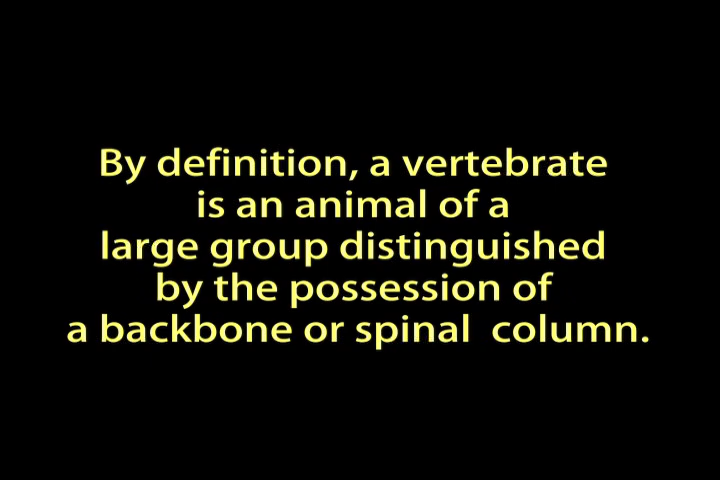 By definition, a vertebrate
is an animal of a
large group distinguished
by the possession of
a backbone or spinal  column.